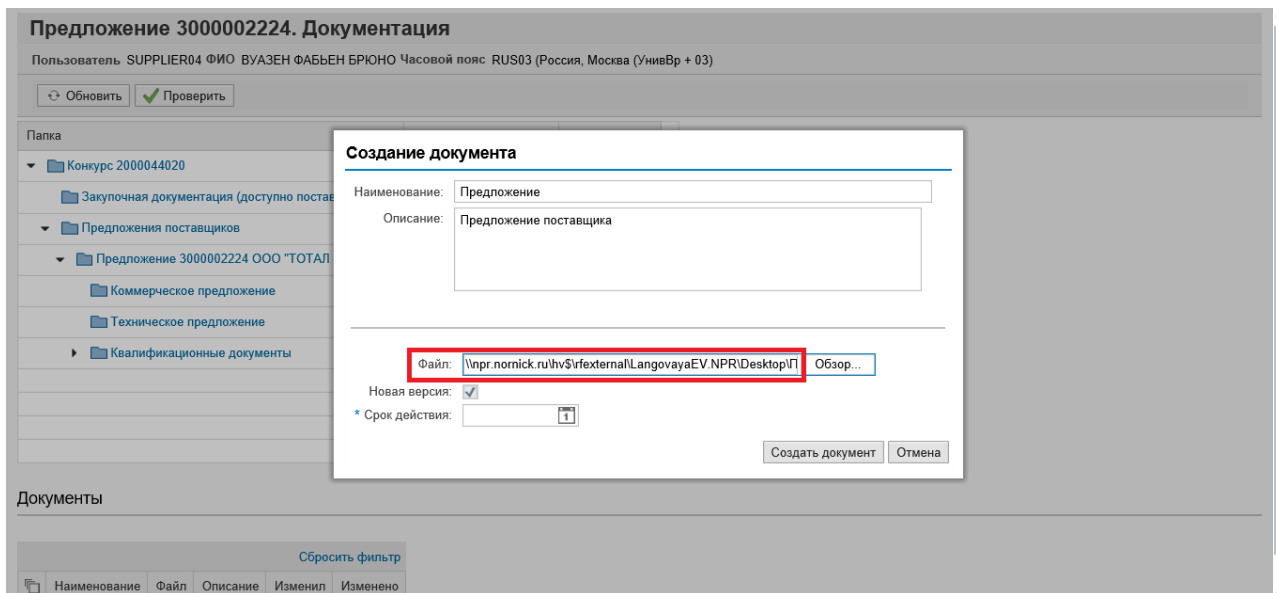 Предложение 3000002224. Документация
Пользователь SUPPLIER04 ФИО ВУАЗЕН ФАБЬЕН БРЮНО Часовой пояс RUS03 (Россия, Москва (УнивВр + 03)
Обновить Проверить
Папка
Конкурс 2000044020
Закупочная документация (доступно постав
Предложения поставщиков
Предложение 3000002224 ООО "ТОТАЛ
Коммерческое предложение
Техническое предложение
Квалификационные документы
Создание документа
Наименование: Предложение
Описание: Предложение поставщика
Файл: \\npr.nornick.ru\hv$\rfexternal\LangovayaEV.NPR\Desktop\П Обзор...
Новая версия:
* Срок действия: 1
Создать документ Отмена
Документы
Сбросить фильтр
Наименование Файл Описание Изменил Изменено